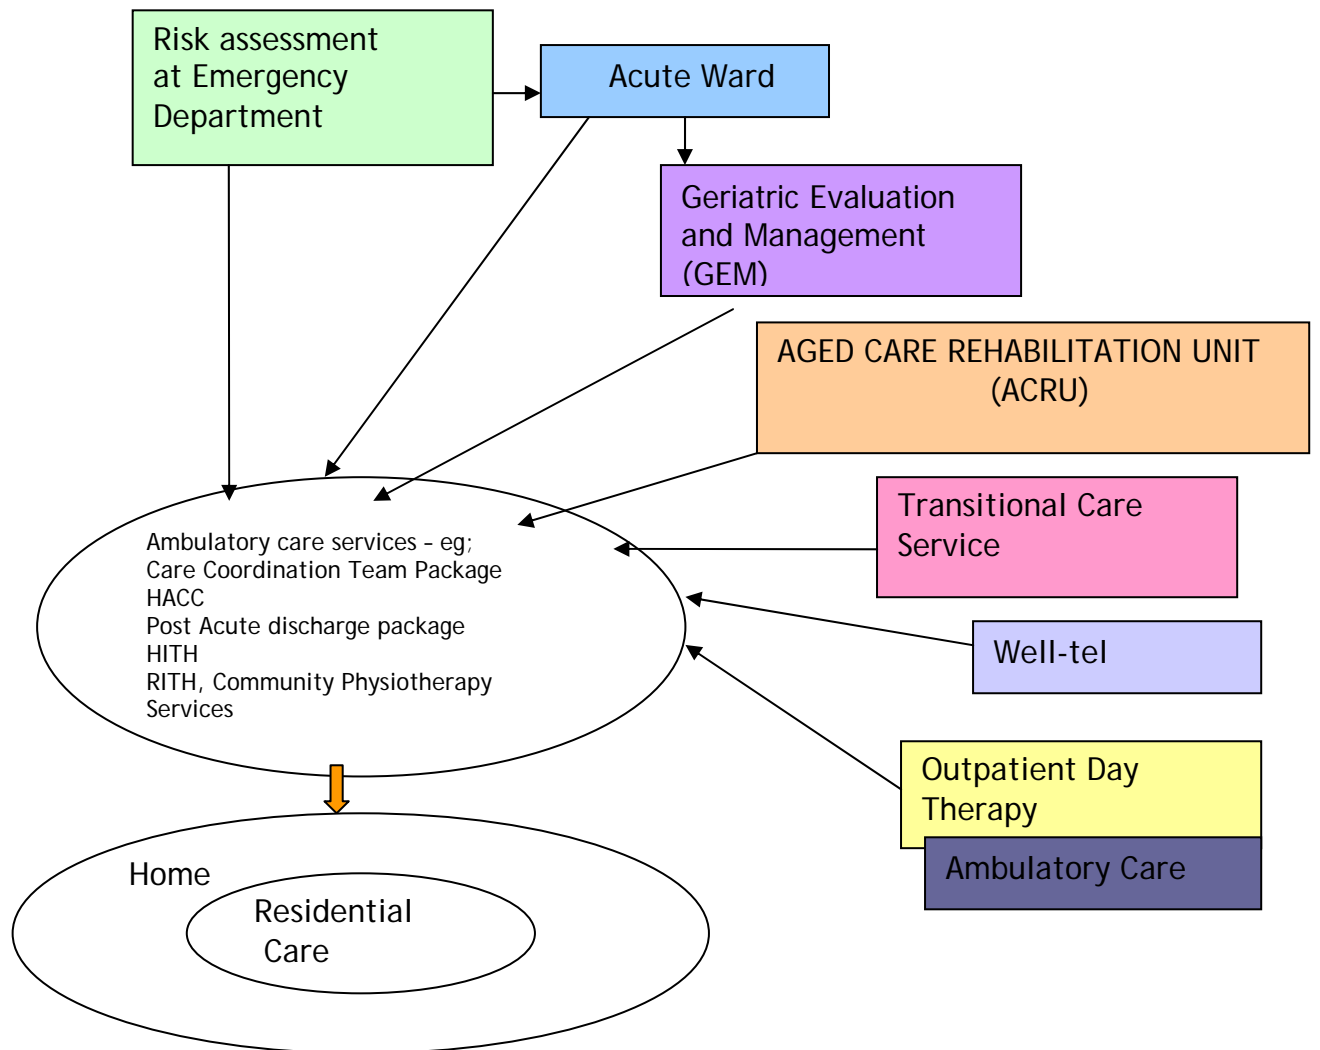 Risk assessment
at Emergency
Department
Acute Ward
Geriatric Evaluation
and Management
(GEM)
AGED CARE REHABILITATION UNIT
(ACRU)
Transitional Care
Service
Ambulatory care services – eg;
Care Coordination Team Package
HACC
Post Acute discharge package
HITH
RITH, Community Physiotherapy
Services
Well-tel
Outpatient Day
Therapy
Ambulatory Care
Home
Residential
Care